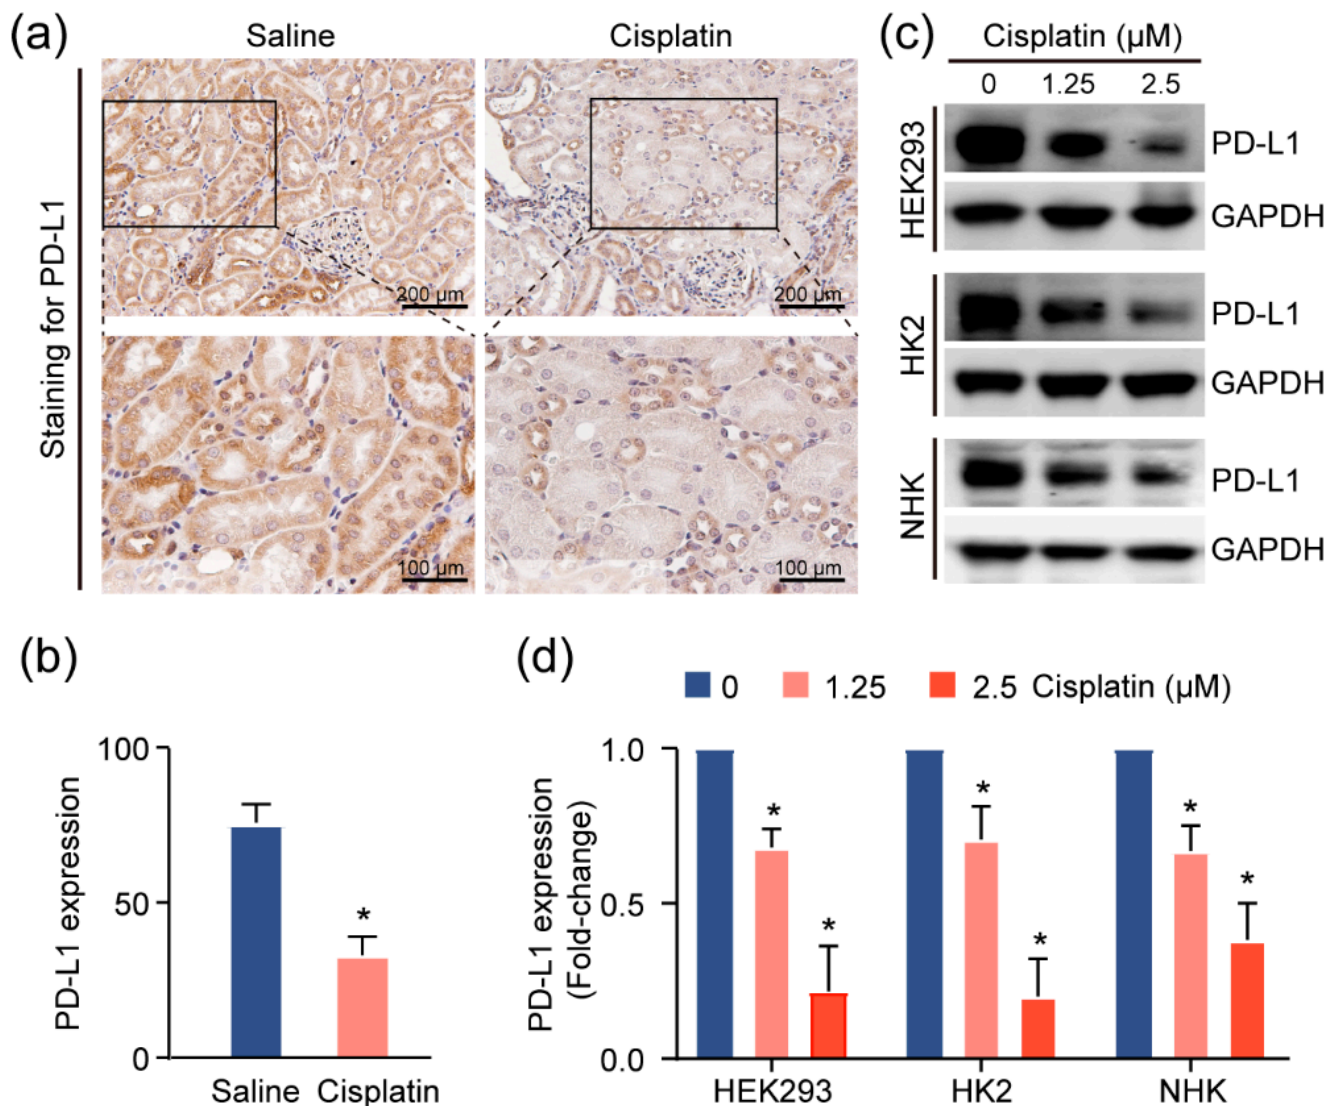 (a)
Saline
Cisplatin
Staining for PD-L1
200 µm
200 µm
100 µm
100 µm
(c)
Cisplatin (µM)
0 1.25 2.5
HEK293
PD-L1
GAPDH
HK2
PD-L1
GAPDH
NHK
PD-L1
GAPDH
(b)
PD-L1 expression
100
50
0
*
Saline Cisplatin
(d)
0 1.25 2.5 Cisplatin (µM)
PD-L1 expression
(Fold-change)
1.0
0.5
0.0
* *
* *
* *
HEK293 HK2 NHK